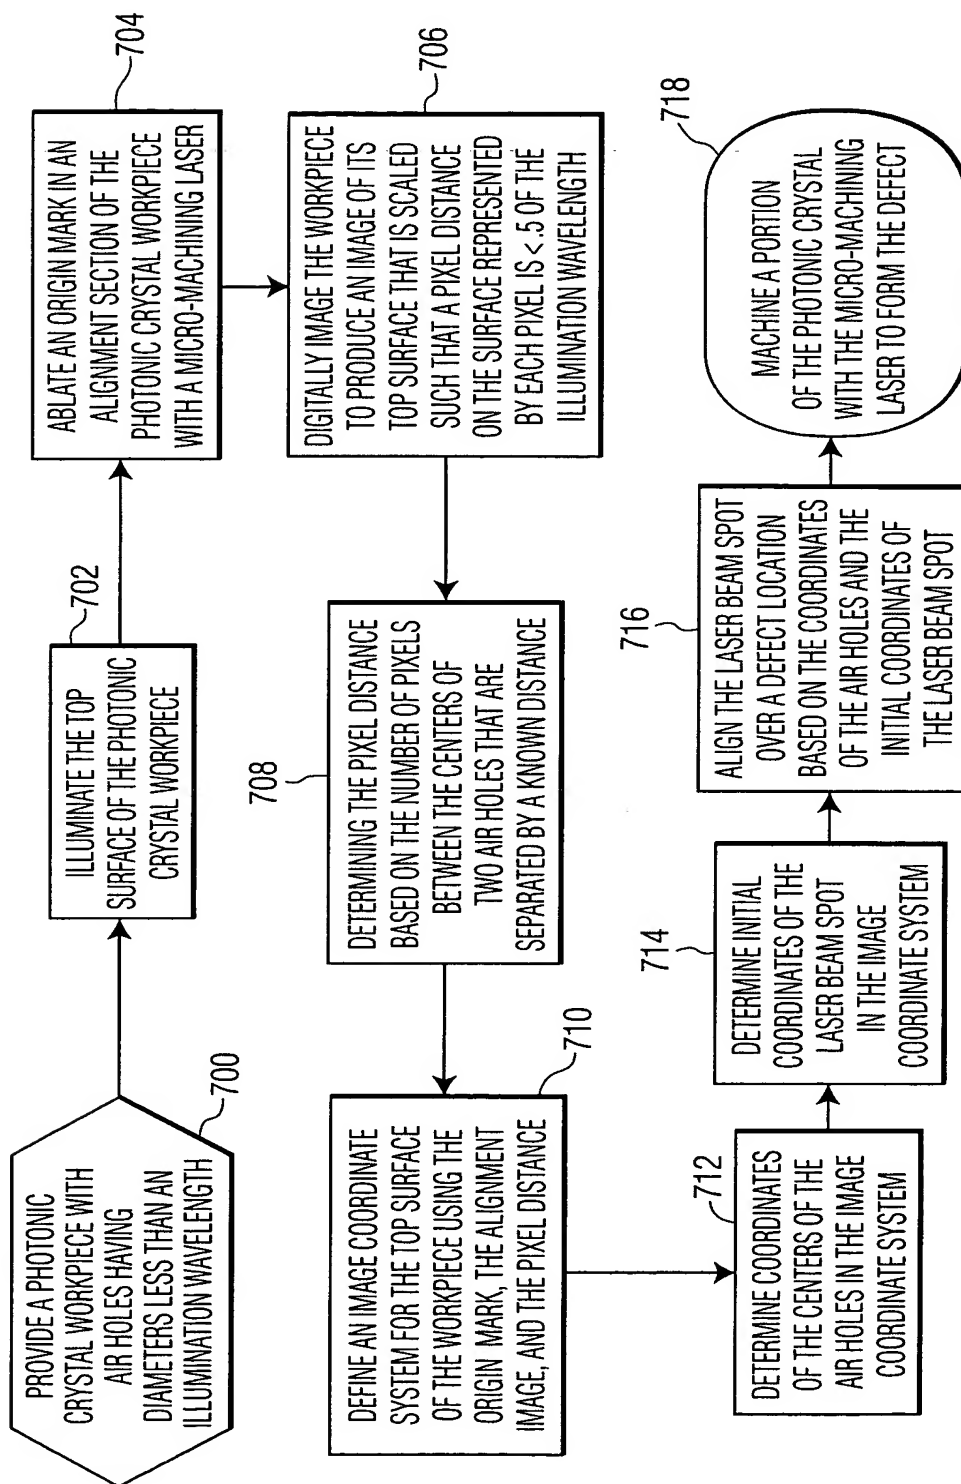 700
PROVIDE A PHOTONIC
CRYSTAL WORKPIECE WITH
AIR HOLES HAVING
DIAMETERS LESS THAN AN
ILLUMINATION WAVELENGTH
702
ILLUMINATE THE TOP
SURFACE OF THE PHOTONIC
CRYSTAL WORKPIECE
704
ABLATE AN ORIGIN MARK IN AN
ALIGNMENT SECTION OF THE
PHOTONIC CRYSTAL WORKPIECE
WITH A MICRO-MACHINING LASER
706
DIGITALLY IMAGE THE WORKPIECE
TO PRODUCE AN IMAGE OF ITS
TOP SURFACE THAT IS SCALED
SUCH THAT A PIXEL DISTANCE
ON THE SURFACE REPRESENTED
BY EACH PIXEL IS < .5 OF THE
ILLUMINATION WAVELENGTH
708
DETERMINING THE PIXEL DISTANCE
BASED ON THE NUMBER OF PIXELS
BETWEEN THE CENTERS OF
TWO AIR HOLES THAT ARE
SEPARATED BY A KNOWN DISTANCE
710
DEFINE AN IMAGE COORDINATE
SYSTEM FOR THE TOP SURFACE
OF THE WORKPIECE USING THE
ORIGIN MARK, THE ALIGNMENT
IMAGE, AND THE PIXEL DISTANCE
712
DETERMINE COORDINATES
OF THE CENTERS OF THE
AIR HOLES IN THE IMAGE
COORDINATE SYSTEM
714
DETERMINE INITIAL
COORDINATES OF THE
LASER BEAM SPOT
IN THE IMAGE
COORDINATE SYSTEM
716
ALIGN THE LASER BEAM SPOT
OVER A DEFECT LOCATION
BASED ON THE COORDINATES
OF THE AIR HOLES AND THE
INITIAL COORDINATES OF
THE LASER BEAM SPOT
718
MACHINE A PORTION
OF THE PHOTONIC CRYSTAL
WITH THE MICRO-MACHINING
LASER TO FORM THE DEFECT